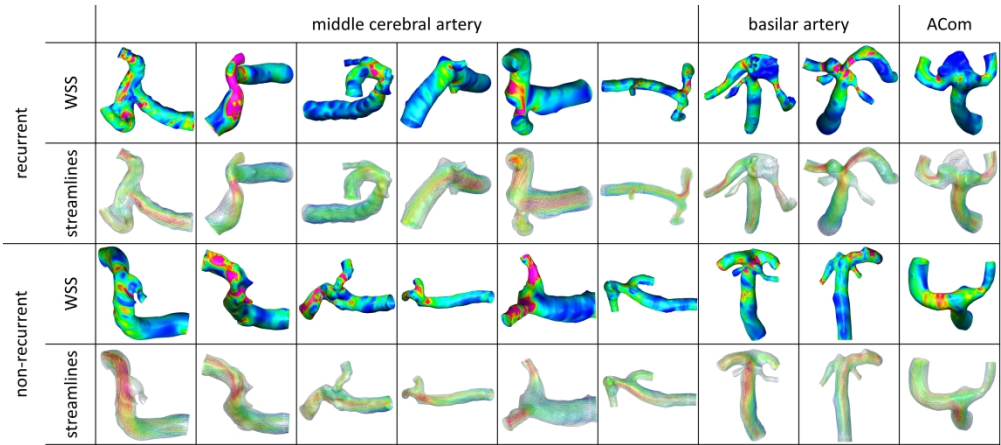 middle cerebral artery
basilar artery
ACom
recurrent
WSS
streamlines
non-recurrent
WSS
streamlines